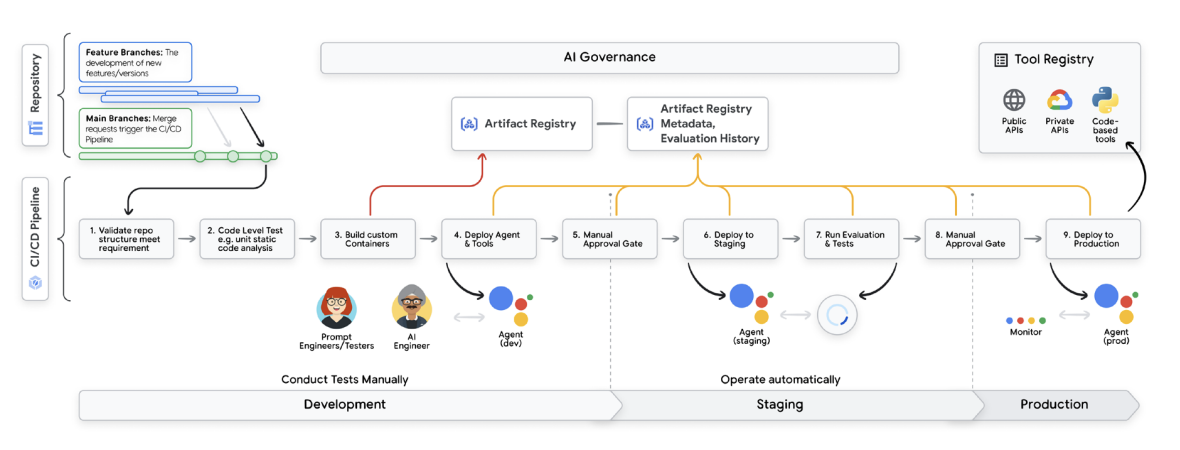 Repository
Feature Branches: The
development of new
features/versions
Main Branches: Merge
requests trigger the CI/CD
Pipeline
AI Governance
Artifact Registry
Artifact Registry
Metadata,
Evaluation History
Tool Registry
Public
APIs
Private
APIs
Code-
based
tools
CI/CD Pipeline
1. Validate repo
structure meet
requirement
2. Code Level Test
e.g. unit static
code analysis
3. Build custom
Containers
4. Deploy Agent
& Tools
5. Manual
Approval Gate
6. Deploy to
Staging
7. Run Evaluation
& Tests
8. Manual
Approval Gate
9. Deploy to
Production
Prompt
Engineers/Testers
AI
Engineer
Agent
(dev)
Agent
(staging)
Monitor
Agent
(prod)
Conduct Tests Manually
Operate automatically
Development
Staging
Production